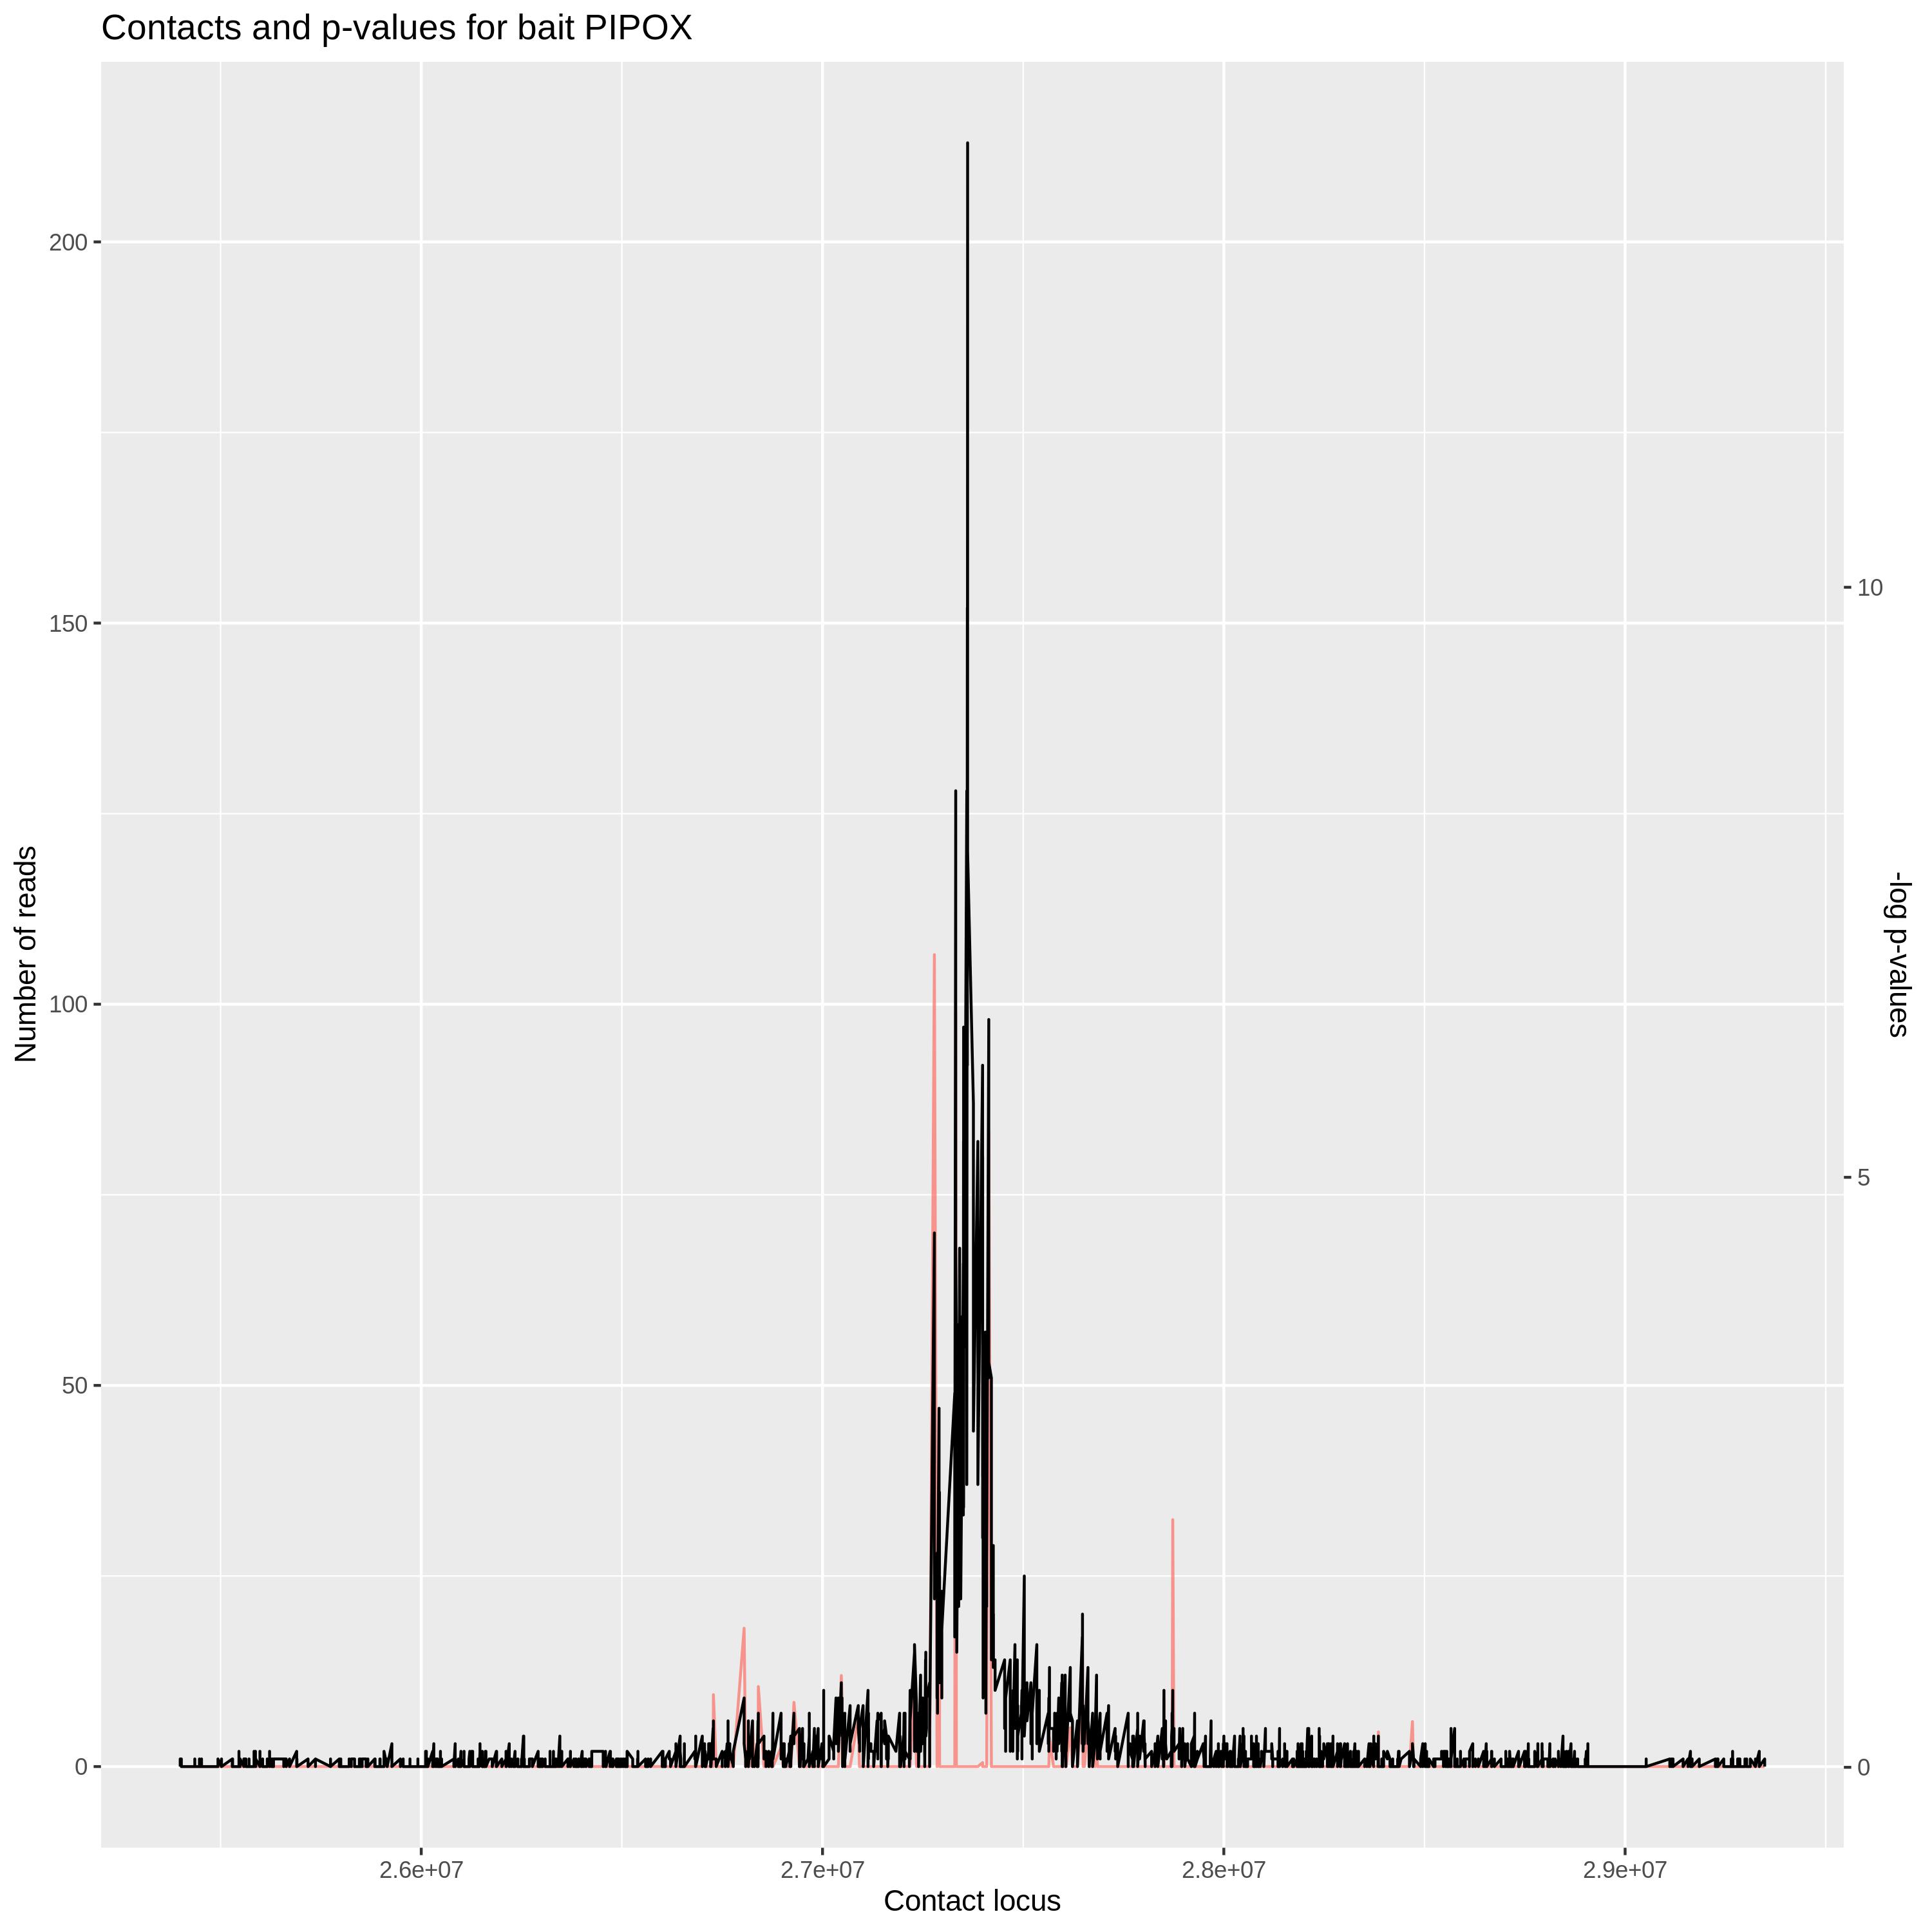 Contacts and p-values for bait PIPOX
200
150
100
50
0
Number of reads
10
5
0
-log p-values
2.6e+07
2.7e+07
2.8e+07
2.9e+07
Contact locus